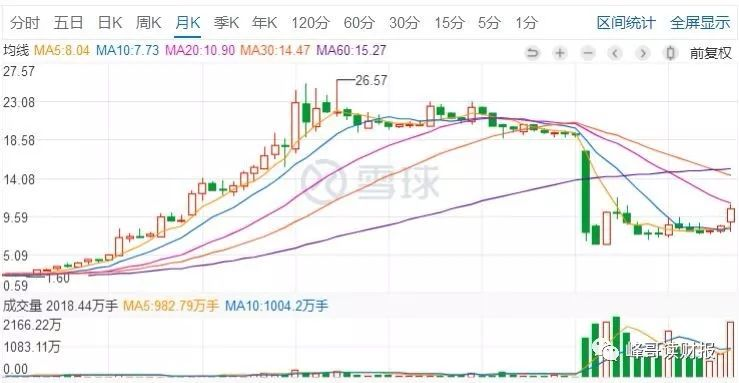 分时 五日 日K 周K 月K 季K 年K 120分 60分 30分 15分 5分 1分 区间统计 全屏显示
均线 MA5:8.04 MA10:7.73 MA20:10.90 MA30:14.47 MA60:15.27 前复权
27.57
26.57
23.08
18.58
14.08
雪球
9.59
5.09
1.60
0.59
成交量 2018.44万手 MA5:982.79万手 MA10:1004.2万手
2166.22万
1083.11万
峰哥读财报
0.00